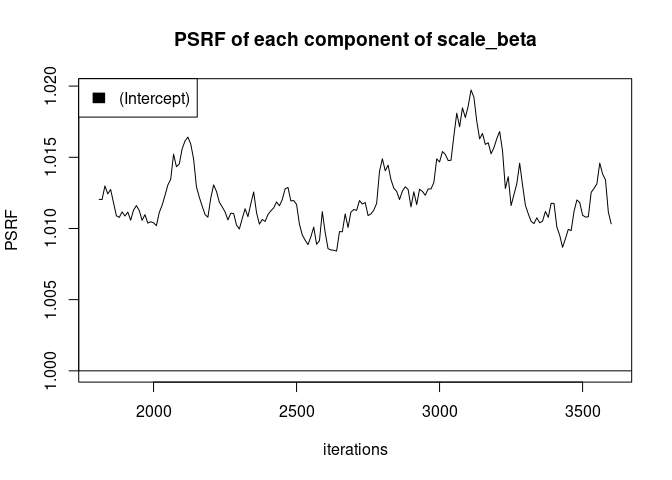 PSRF of each component of scale_beta
(Intercept)
1.020
1.015
1.010
1.005
1.000
PSRF
2000 2500 3000 3500
iterations